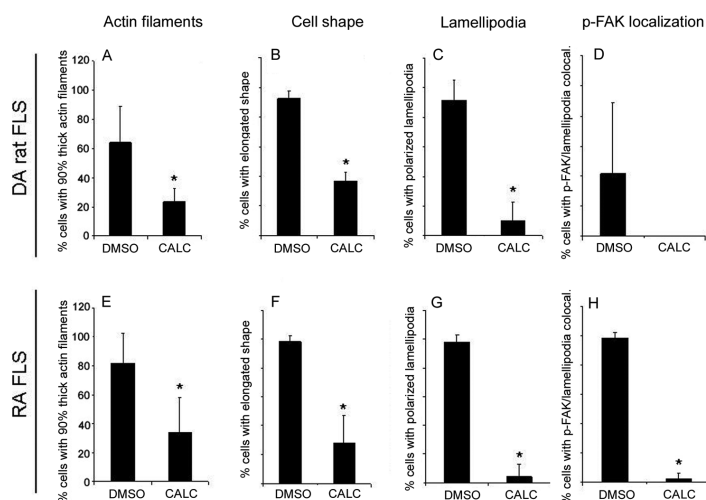 Actin filaments
Cell shape
Lamellipodia
p-FAK localization
DA rat FLS
A
% cells with 90% thick actin filaments
120
100
80
60
40
20
0
*
DMSO
CALC
B
% cells with elongated shape
*
DMSO
CALC
C
% cells with polarized lamellipodia
*
DMSO
CALC
D
% cells with p-FAK/lamellipodia colocal.
DMSO
CALC
RA FLS
E
% cells with 90% thick actin filaments
120
100
80
60
40
20
0
*
DMSO
CALC
F
% cells with elongated shape
*
DMSO
CALC
G
% cells with polarized lamellipodia
*
DMSO
CALC
H
% cells with p-FAK/lamellipodia colocal.
*
DMSO
CALC